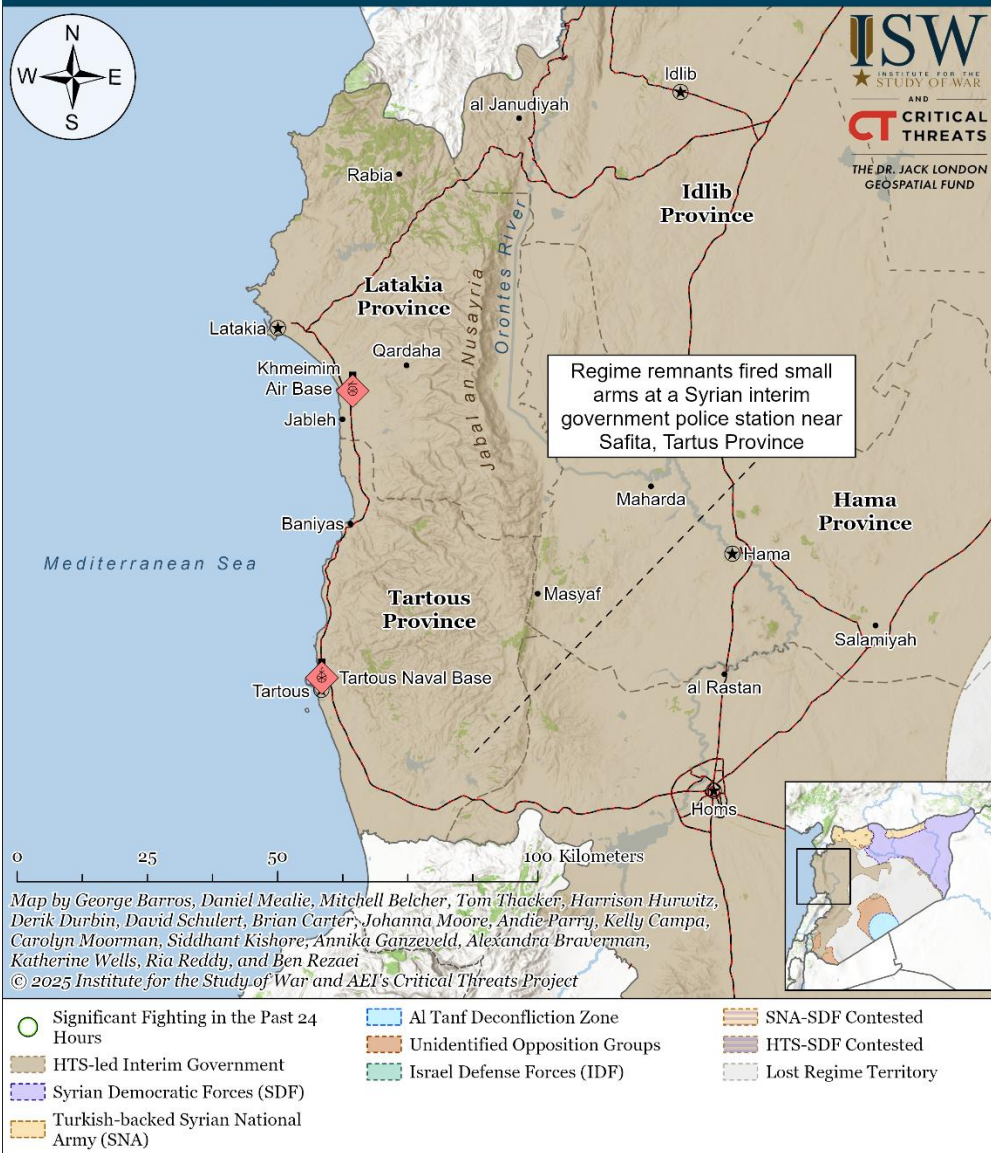 N
W E
S
ISW
INSTITUTE FOR THE
STUDY OF WAR
AND
CT CRITICAL
THREATS
THE DR. JACK LONDON
GEOSPATIAL FUND
Idlib
al Janudiyah
Rabia
Idlib
Province
Orontes River
Latakia
Province
Jabal an Nusayria
Latakia
Qardaha
Khmeimim
Air Base
Jableh
Regime remnants fired small
arms at a Syrian interim
government police station near
Safita, Tartus Province
Maharda
Hama
Province
Baniyas
Hama
Mediterranean Sea
Masyaf
Tartous
Province
Salamiyah
Tartous Naval Base
Tartous
al Rastan
Homs
0 25 50 100 Kilometers
Map by George Barros, Daniel Mealie, Mitchell Belcher, Tom Thacker, Harrison Hurwitz,
Derik Durbin, David Schulert, Brian Carter, Johanna Moore, Andie Parry, Kelly Campa,
Carolyn Moorman, Siddhant Kishore, Annika Ganzeveld, Alexandra Braverman,
Katherine Wells, Ria Reddy, and Ben Rezaei
© 2025 Institute for the Study of War and AEI's Critical Threats Project
Significant Fighting in the Past 24
Hours
HTS-led Interim Government
Syrian Democratic Forces (SDF)
Turkish-backed Syrian National
Army (SNA)
Al Tanf Deconfliction Zone
Unidentified Opposition Groups
Israel Defense Forces (IDF)
SNA-SDF Contested
HTS-SDF Contested
Lost Regime Territory